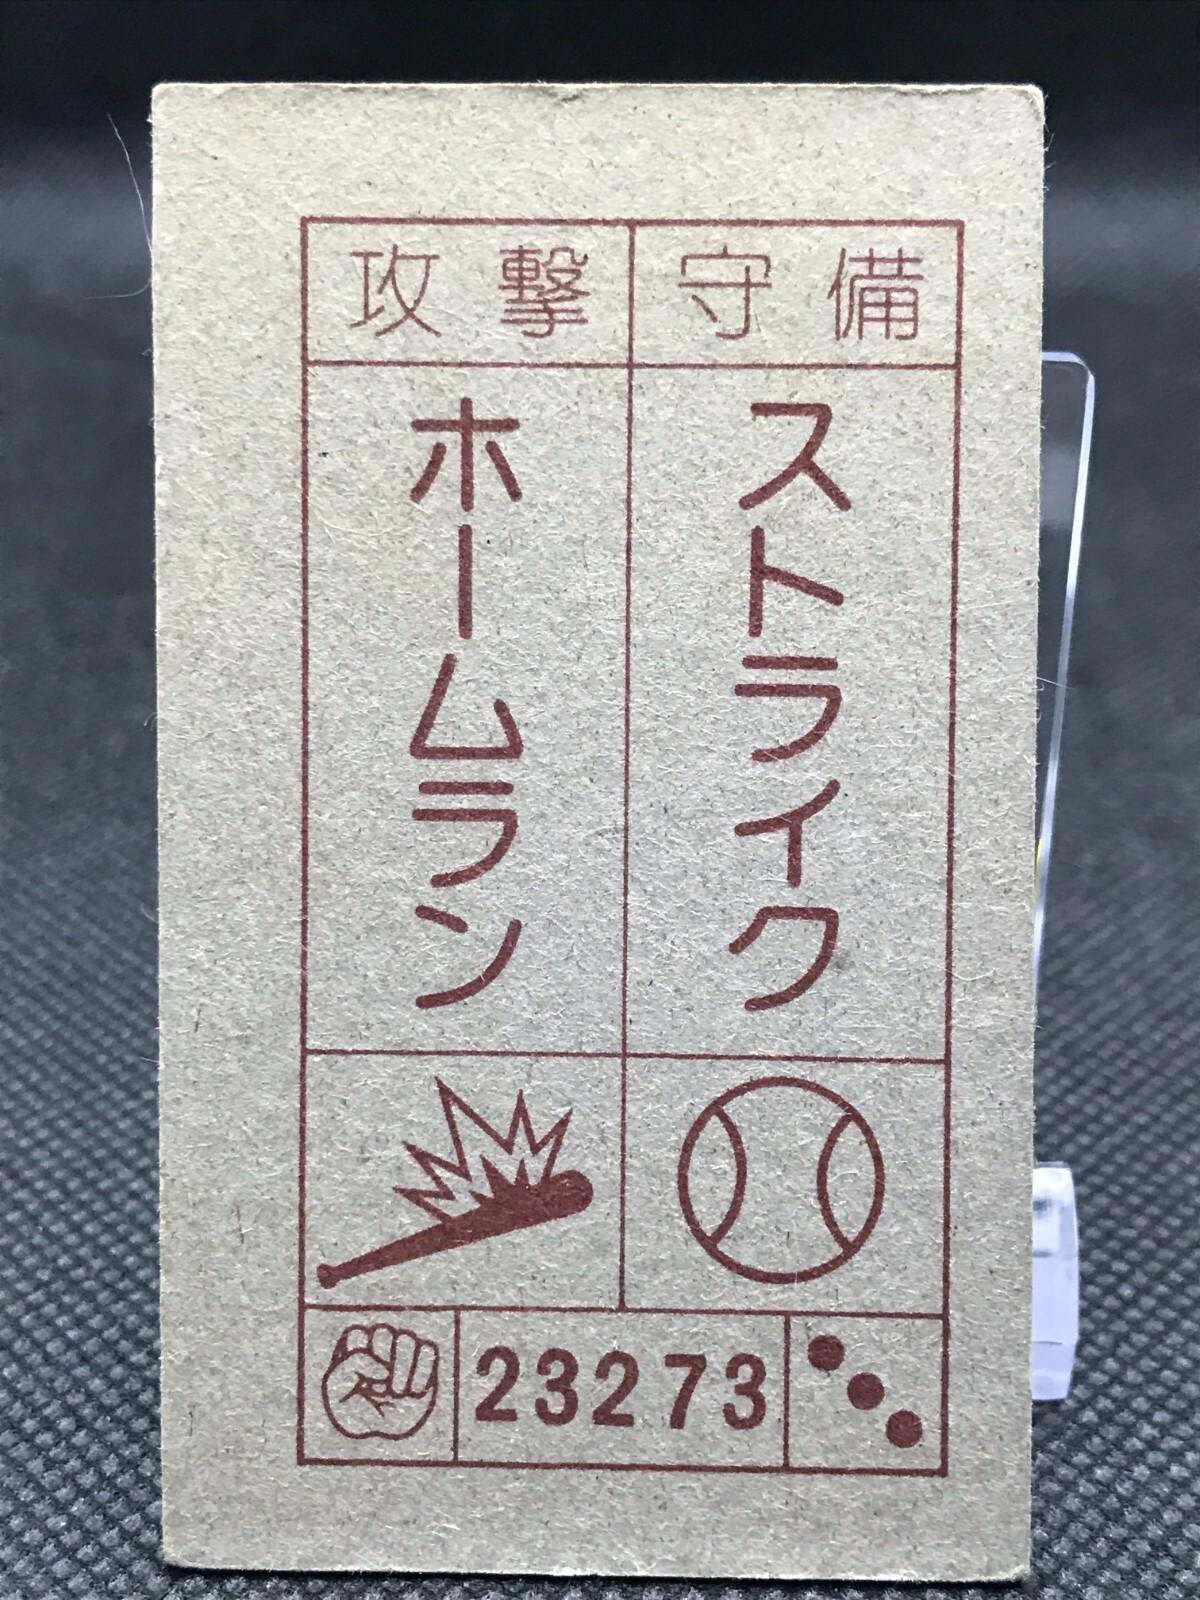 攻撃
守備
ホームラン
ストライク
23273